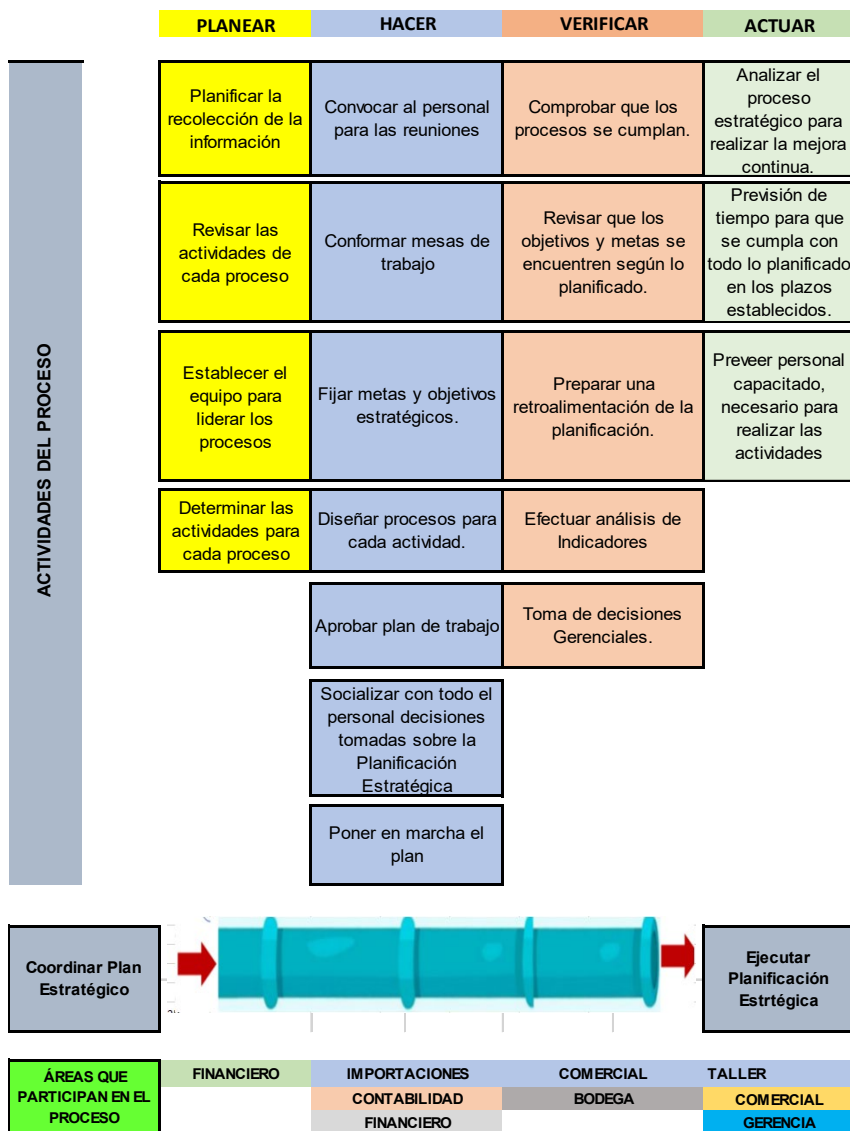 PLANEAR HACER VERIFICAR ACTUAR
ACTIVIDADES DEL PROCESO
Planificar la
recolección de la
información
Convocar al personal
para las reuniones
Comprobar que los
procesos se cumplan.
Analizar el
proceso
estratégico para
realizar la mejora
continua.
Revisar las
actividades de
cada proceso
Conformar mesas de
trabajo
Revisar que los
objetivos y metas se
encuentren según lo
planificado.
Previsión de
tiempo para que
se cumpla con
todo lo planificado
en los plazos
establecidos.
Establecer el
equipo para
liderar los
procesos
Fijar metas y objetivos
estratégicos.
Preparar una
retroalimentación de la
planificación.
Preveer personal
capacitado,
necesario para
realizar las
actividades
Determinar las
actividades para
cada proceso
Diseñar procesos para
cada actividad.
Efectuar análisis de
Indicadores
Aprobar plan de trabajo
Toma de decisiones
Gerenciales.
Socializar con todo el
personal decisiones
tomadas sobre la
Planificación
Estratégica
Poner en marcha el
plan
Coordinar Plan
Estratégico
Ejecutar
Planificación
Estrtégica
ÁREAS QUE
PARTICIPAN EN EL
PROCESO
FINANCIERO IMPORTACIONES COMERCIAL TALLER
CONTABILIDAD BODEGA COMERCIAL
FINANCIERO GERENCIA